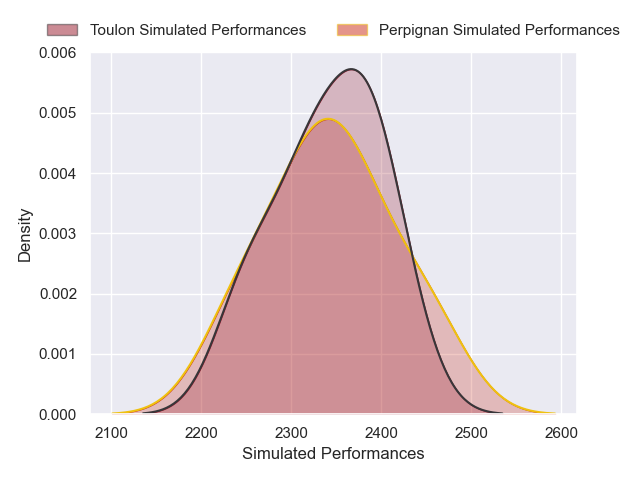 Toulon Simulated Performances Perpignan Simulated Performances
0.006
0.005
0.004
0.003
0.002
0.001
0.000
Density
2100 2200 2300 2400 2500 2600
Simulated Performances